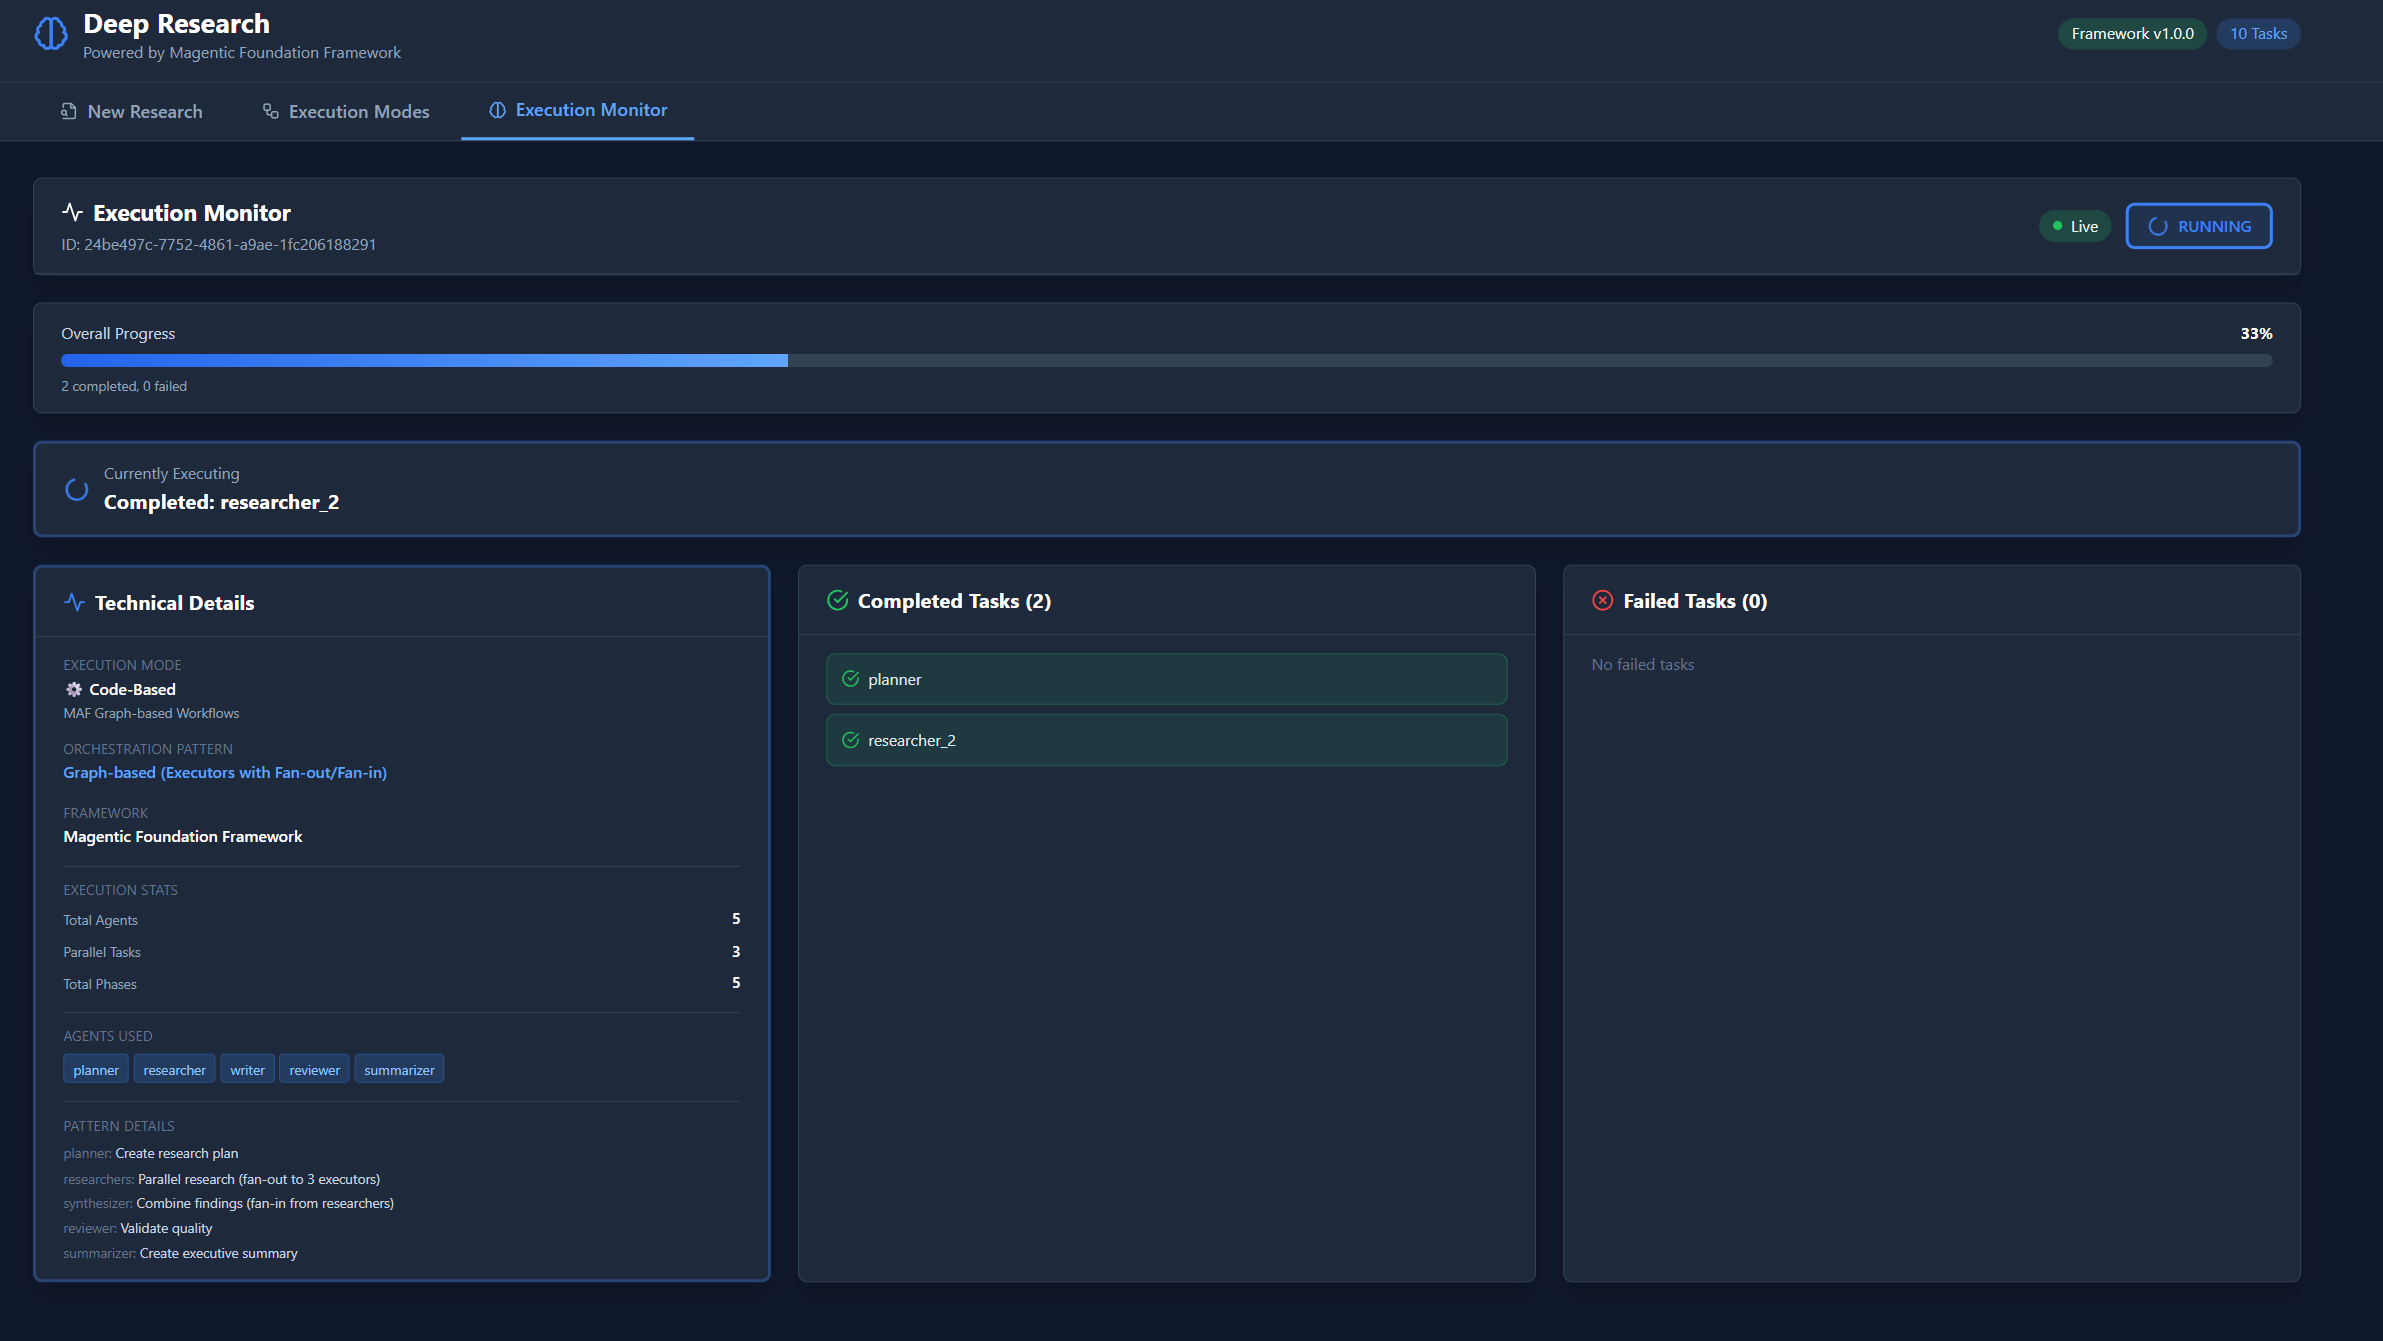 Deep Research
Powered by Magentic Foundation Framework
Framework v1.0.0
10 Tasks
New Research
Execution Modes
Execution Monitor
Execution Monitor
ID: 24be497c-7752-4861-a9ae-1fc206188291
Live
RUNNING
Overall Progress
33%
2 completed, 0 failed
Currently Executing
Completed: researcher_2
Technical Details
EXECUTION MODE
Code-Based
MAF Graph-based Workflows
ORCHESTRATION PATTERN
Graph-based (Executors with Fan-out/Fan-in)
FRAMEWORK
Magentic Foundation Framework
EXECUTION STATS
Total Agents 5
Parallel Tasks 3
Total Phases 5
AGENTS USED
planner researcher writer reviewer summarizer
PATTERN DETAILS
planner: Create research plan
researchers: Parallel research (fan-out to 3 executors)
synthesizer: Combine findings (fan-in from researchers)
reviewer: Validate quality
summarizer: Create executive summary
Completed Tasks (2)
planner
researcher_2
Failed Tasks (0)
No failed tasks